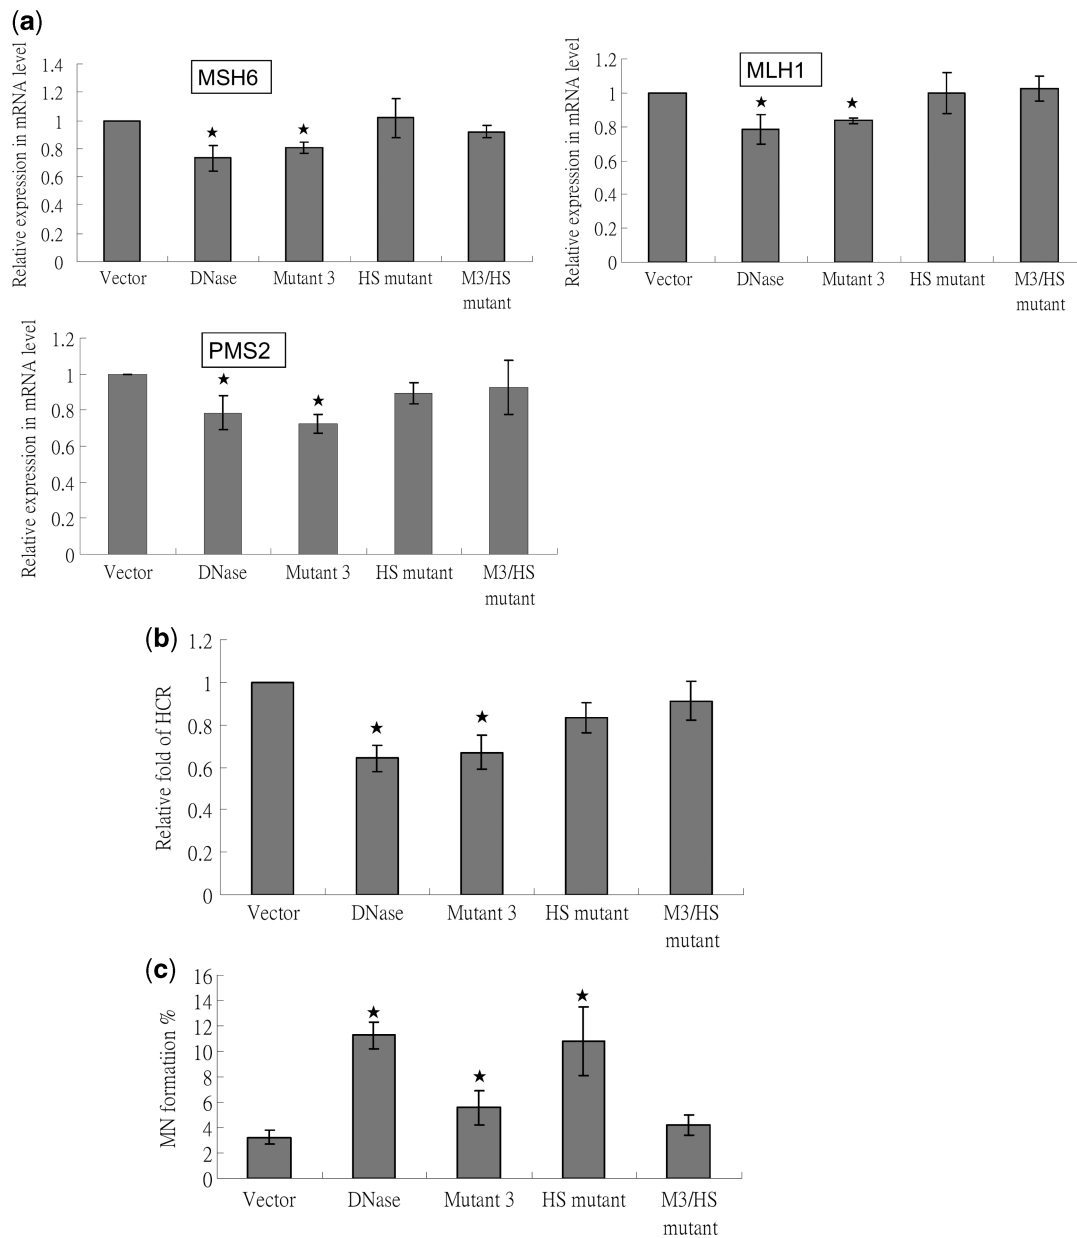 (a)
MSH6
Relative expression in mRNA level
1.4
1.2
1
0.8
0.6
0.4
0.2
0
Vector DNase Mutant 3 HS mutant M3/HS
mutant
MLH1
Relative expression in mRNA level
1.2
1
0.8
0.6
0.4
0.2
0
Vector DNase Mutant 3 HS mutant M3/HS
mutant
PMS2
Relative expression in mRNA level
1.2
1
0.8
0.6
0.4
0.2
0
Vector DNase Mutant 3 HS mutant M3/HS
mutant
(b)
Relative fold of HCR
1.2
1
0.8
0.6
0.4
0.2
0
Vector DNase Mutant 3 HS mutant M3/HS
mutant
(c)
MN formatiion %
16
14
12
10
8
6
4
2
0
Vector DNase Mutant 3 HS mutant M3/HS
mutant